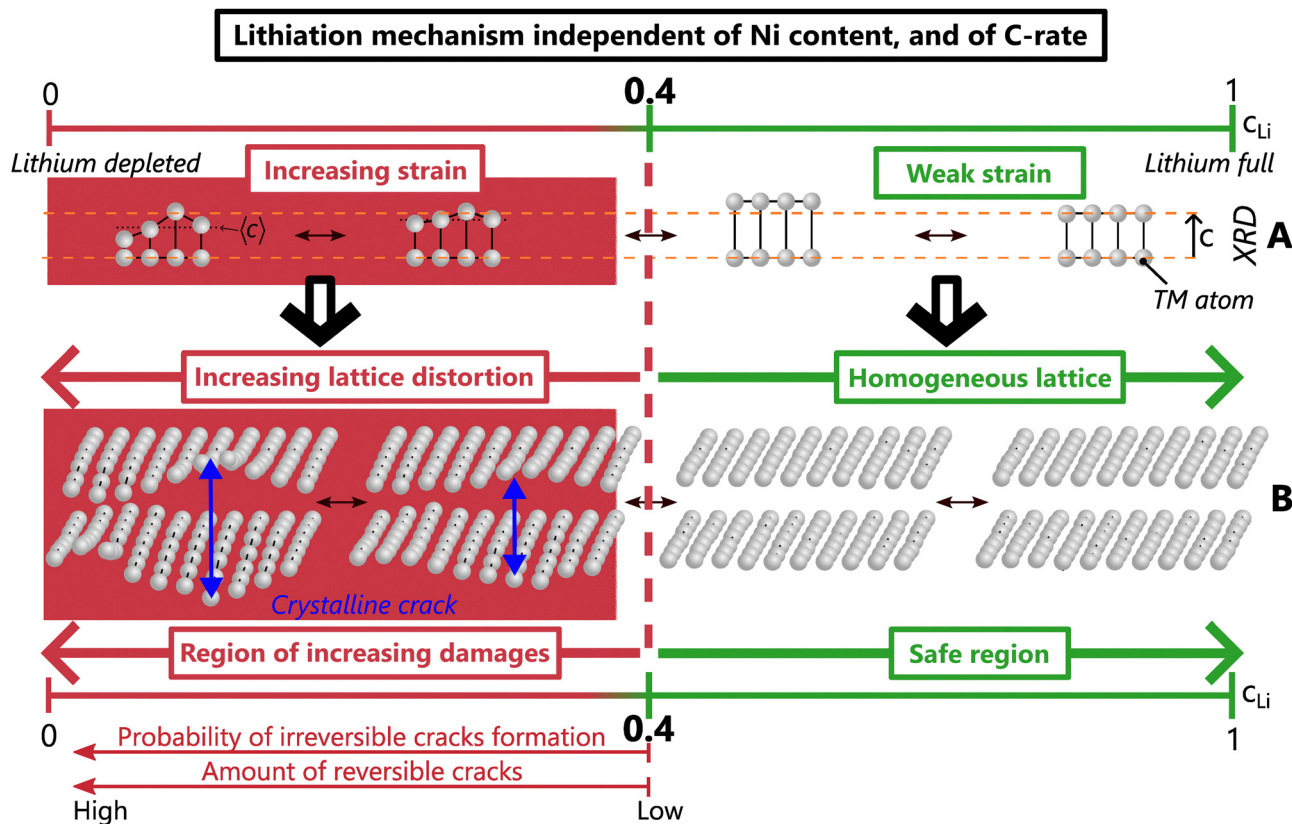 Lithiation mechanism independent of Ni content, and of C-rate
0
0.4
1
c_Li
Lithium depleted
Increasing strain
Weak strain
Lithium full
⟨c⟩
c
XRD
A
TM atom
Increasing lattice distortion
Homogeneous lattice
B
Crystalline crack
Region of increasing damages
Safe region
c_Li
0
0.4
1
Probability of irreversible cracks formation
Amount of reversible cracks
High
Low